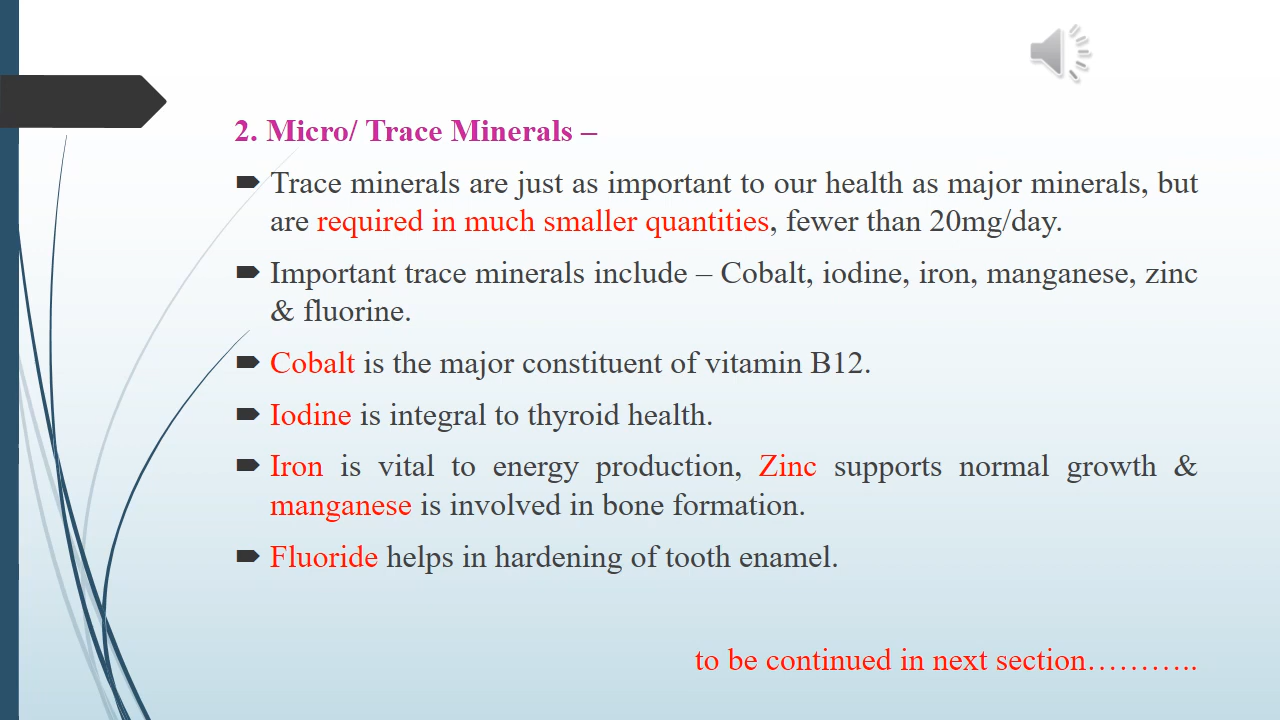 2. Micro/ Trace Minerals –
Trace minerals are just as important to our health as major minerals, but
are required in much smaller quantities, fewer than 20mg/day.
Important trace minerals include – Cobalt, iodine, iron, manganese, zinc
& fluorine.
Cobalt is the major constituent of vitamin B12.
Iodine is integral to thyroid health.
Iron is vital to energy production, Zinc supports normal growth &
manganese is involved in bone formation.
Fluoride helps in hardening of tooth enamel.
to be continued in next section………..